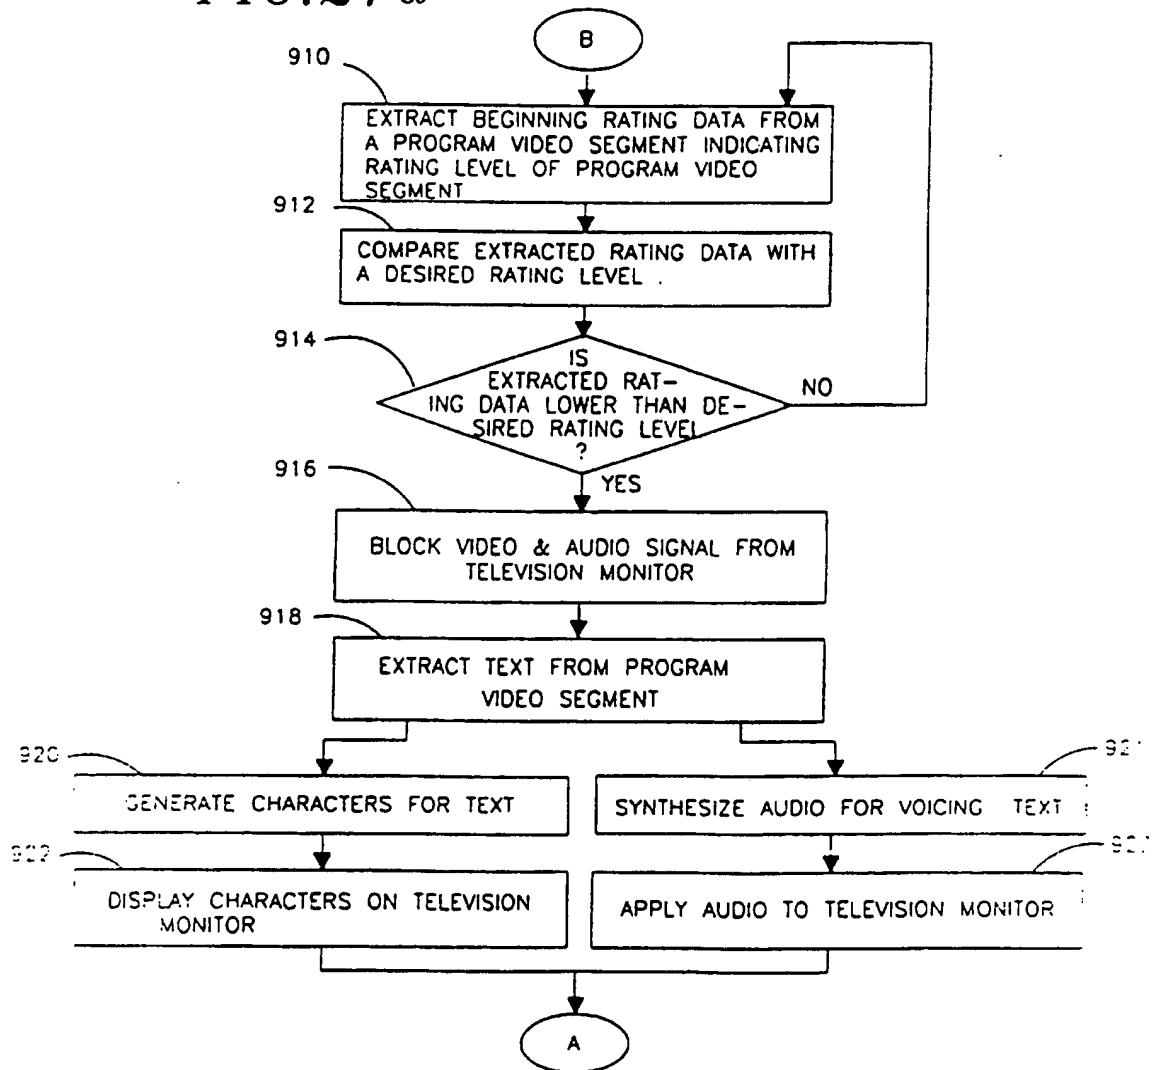 B
910
EXTRACT BEGINNING RATING DATA FROM
A PROGRAM VIDEO SEGMENT INDICATING
RATING LEVEL OF PROGRAM VIDEO
SEGMENT
912
COMPARE EXTRACTED RATING DATA WITH
A DESIRED RATING LEVEL .
914
IS
EXTRACTED RAT-
ING DATA LOWER THAN DE-
SIRED RATING LEVEL
?
NO
YES
916
BLOCK VIDEO & AUDIO SIGNAL FROM
TELEVISION MONITOR
918
EXTRACT TEXT FROM PROGRAM
VIDEO SEGMENT
920
GENERATE CHARACTERS FOR TEXT
SYNTHESIZE AUDIO FOR VOICING TEXT
922
DISPLAY CHARACTERS ON TELEVISION
MONITOR
APPLY AUDIO TO TELEVISION MONITOR
A